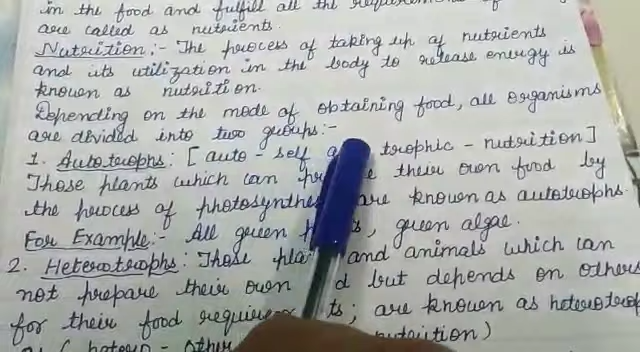 in the food and fulfill all the
are called as nutrients.
Nutrition:- The process of taking up of nutrients
and its utilization in the body to release energy is
known as nutrition.
Depending on the mode of obtaining food, all organisms
are divided into two groups:-
1. Autotrophs: [auto - self trophic - nutrition]
Those plants which can their own food by
the process of are known as autotrophs.
For Example:- All green green algae.
2. Heterotrophs: Those and animals which can
not prepare their own but depends on others
for their food are known as